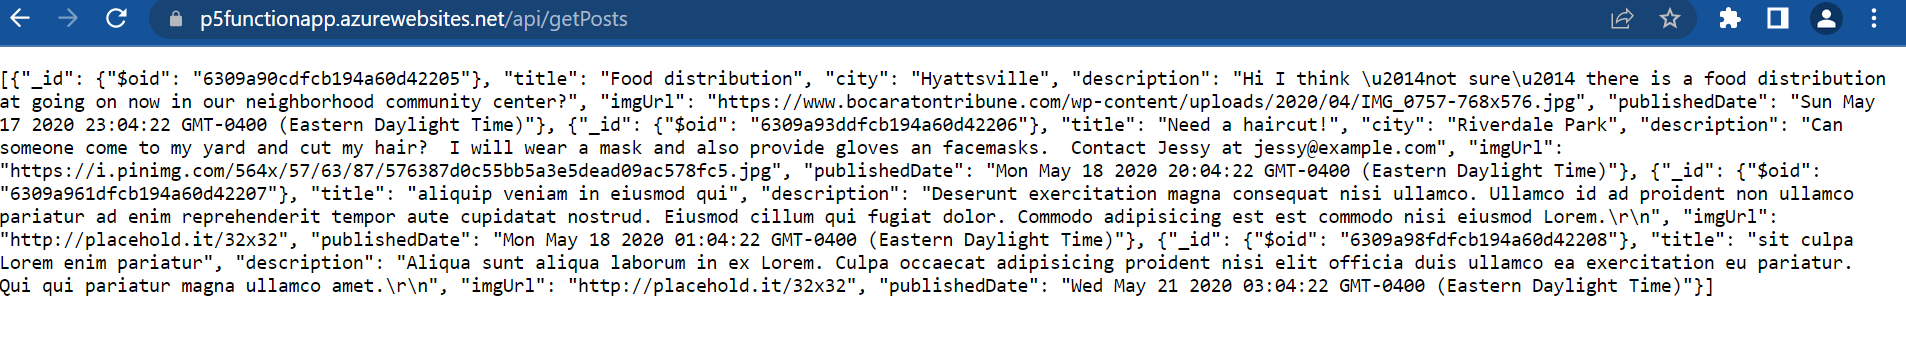 p5functionapp.azurewebsites.net/api/getPosts
[{"_id": {"$oid": "6309a90cdfcb194a60d42205"}, "title": "Food distribution", "city": "Hyattsville", "description": "Hi I think \u2014not sure\u2014 there is a food distribution
at going on now in our neighborhood community center?", "imgUrl": "https://www.bocaratontribune.com/wp-content/uploads/2020/04/IMG_0757-768x576.jpg", "publishedDate": "Sun May
17 2020 23:04:22 GMT-0400 (Eastern Daylight Time)"}, {"_id": {"$oid": "6309a93ddfcb194a60d42206"}, "title": "Need a haircut!", "city": "Riverdale Park", "description": "Can
someone come to my yard and cut my hair?  I will wear a mask and also provide gloves an facemasks.  Contact Jessy at jessy@example.com", "imgUrl":
"https://i.pinimg.com/564x/57/63/87/576387d0c55bb5a3e5dead09ac578fc5.jpg", "publishedDate": "Mon May 18 2020 20:04:22 GMT-0400 (Eastern Daylight Time)"}, {"_id": {"$oid":
"6309a961dfcb194a60d42207"}, "title": "aliquip veniam in eiusmod qui", "description": "Deserunt exercitation magna consequat nisi ullamco. Ullamco id ad proident non ullamco
pariatur ad enim reprehenderit tempor aute cupidatat nostrud. Eiusmod cillum qui fugiat dolor. Commodo adipisicing est est commodo nisi eiusmod Lorem.\r\n", "imgUrl":
"http://placehold.it/32x32", "publishedDate": "Mon May 18 2020 01:04:22 GMT-0400 (Eastern Daylight Time)"}, {"_id": {"$oid": "6309a98fdfcb194a60d42208"}, "title": "sit culpa
Lorem enim pariatur", "description": "Aliqua sunt aliqua laborum in ex Lorem. Culpa occaecat adipisicing proident nisi elit officia duis ullamco ea exercitation eu pariatur.
Qui qui pariatur magna ullamco amet.\r\n", "imgUrl": "http://placehold.it/32x32", "publishedDate": "Wed May 21 2020 03:04:22 GMT-0400 (Eastern Daylight Time)"}]